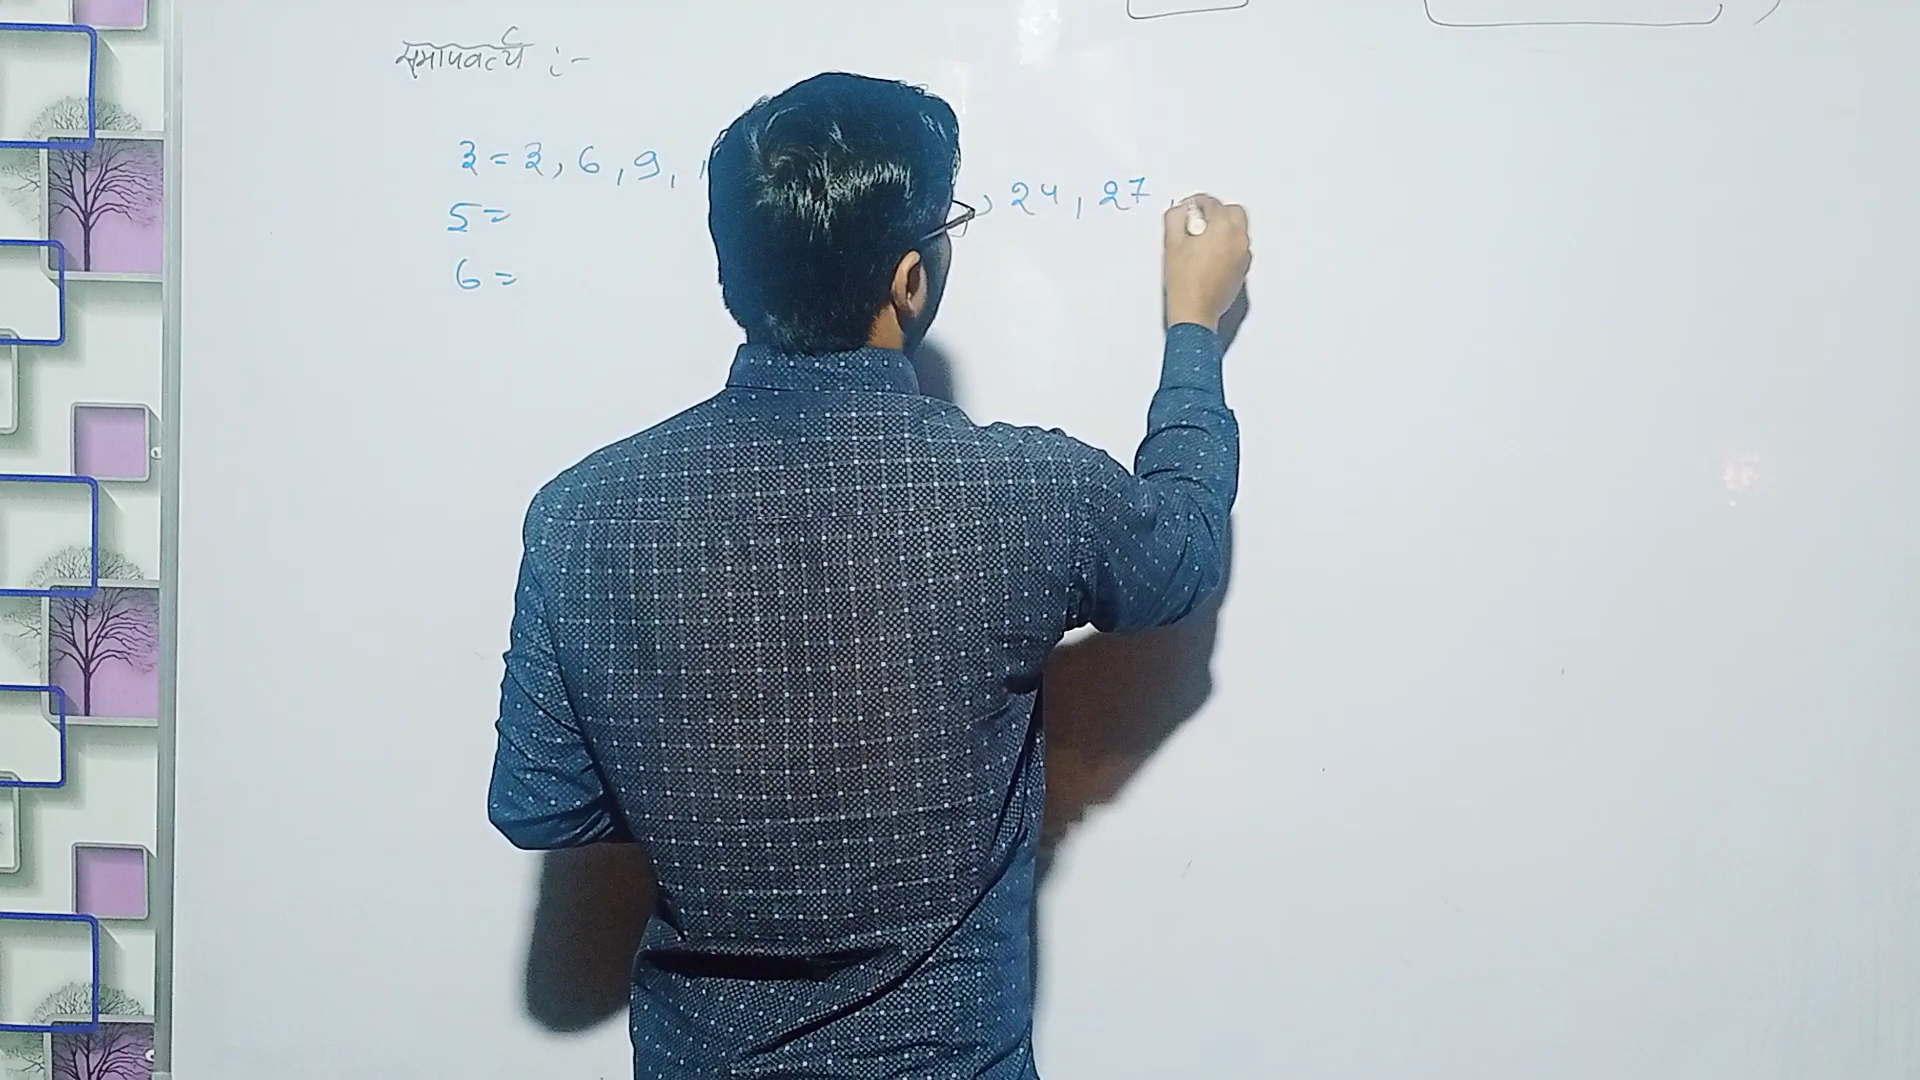 समापवर्त्य :-
3 = 3, 6, 9, , 24, 27,
5 =
6 =